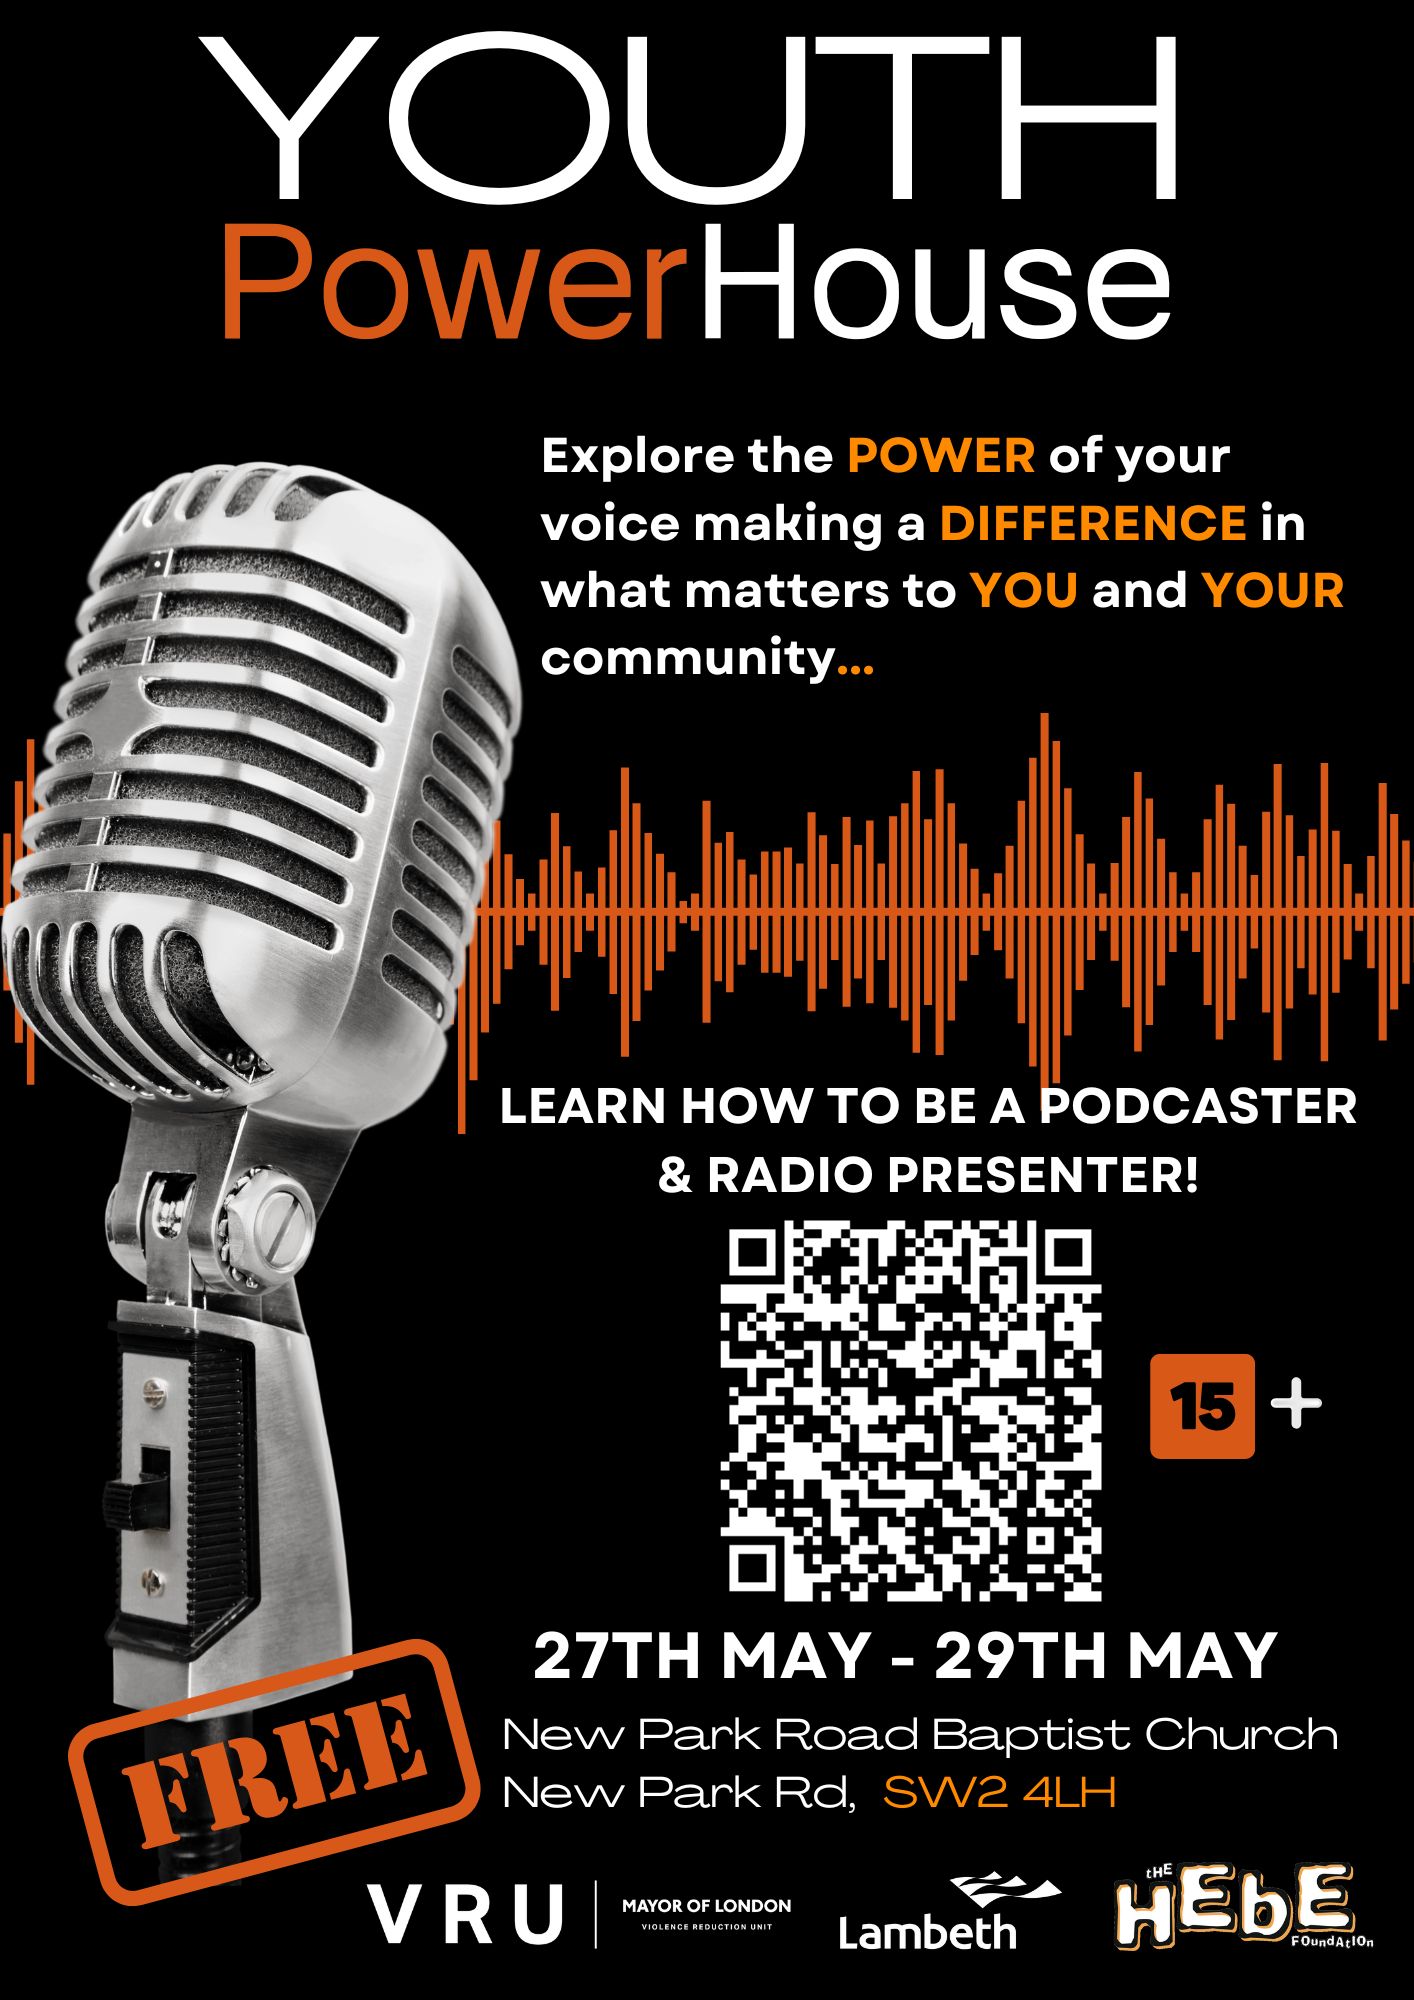 YOUTH
PowerHouse
Explore the POWER of your
voice making a DIFFERENCE in
what matters to YOU and YOUR
community...
LEARN HOW TO BE A PODCASTER
& RADIO PRESENTER!
15 +
27TH MAY - 29TH MAY
New Park Road Baptist Church
New Park Rd, SW2 4LH
FREE
VRU
MAYOR OF LONDON
VIOLENCE REDUCTION UNIT
Lambeth
tHE
HEbE
FOundAtIOn